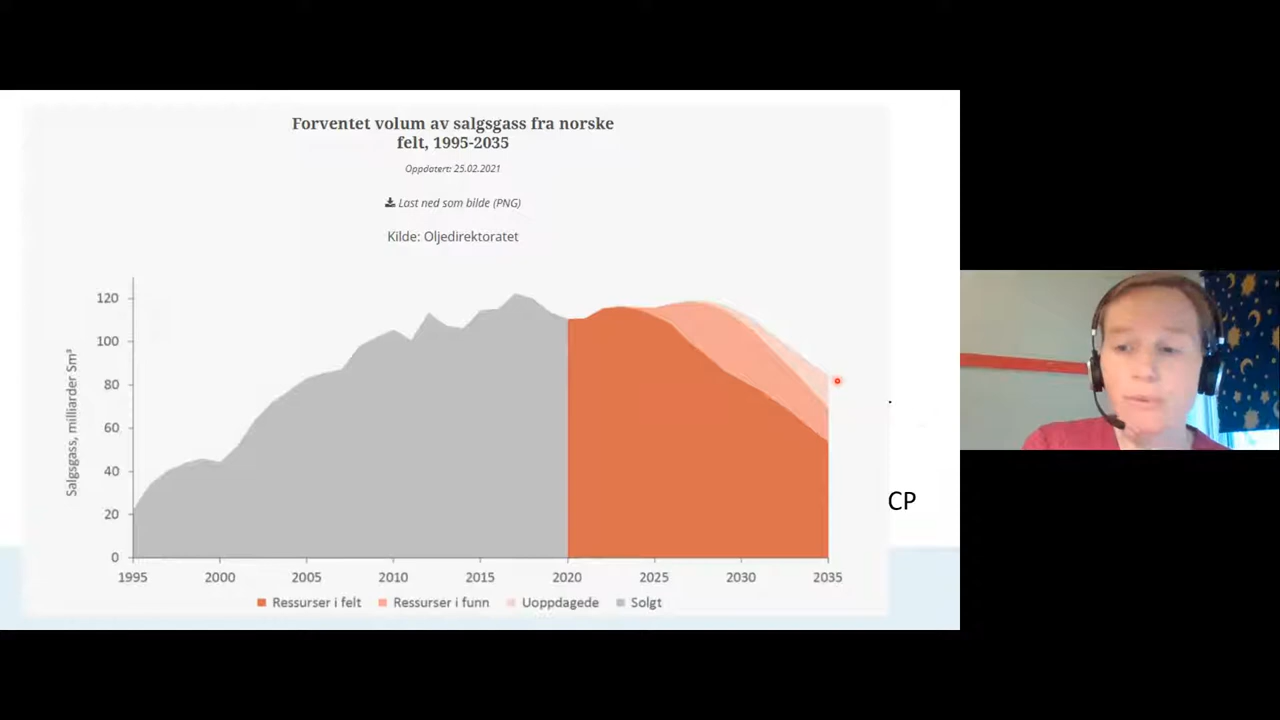 Forventet volum av salgsgass fra norske
felt, 1995-2035
Oppdatert: 25.02.2021
Last ned som bilde (PNG)
Kilde: Oljedirektoratet
Salgsgass, milliarder Sm³
120
100
80
60
40
20
0
1995 2000 2005 2010 2015 2020 2025 2030 2035
Ressurser i felt Ressurser i funn Uoppdagede Solgt
CP